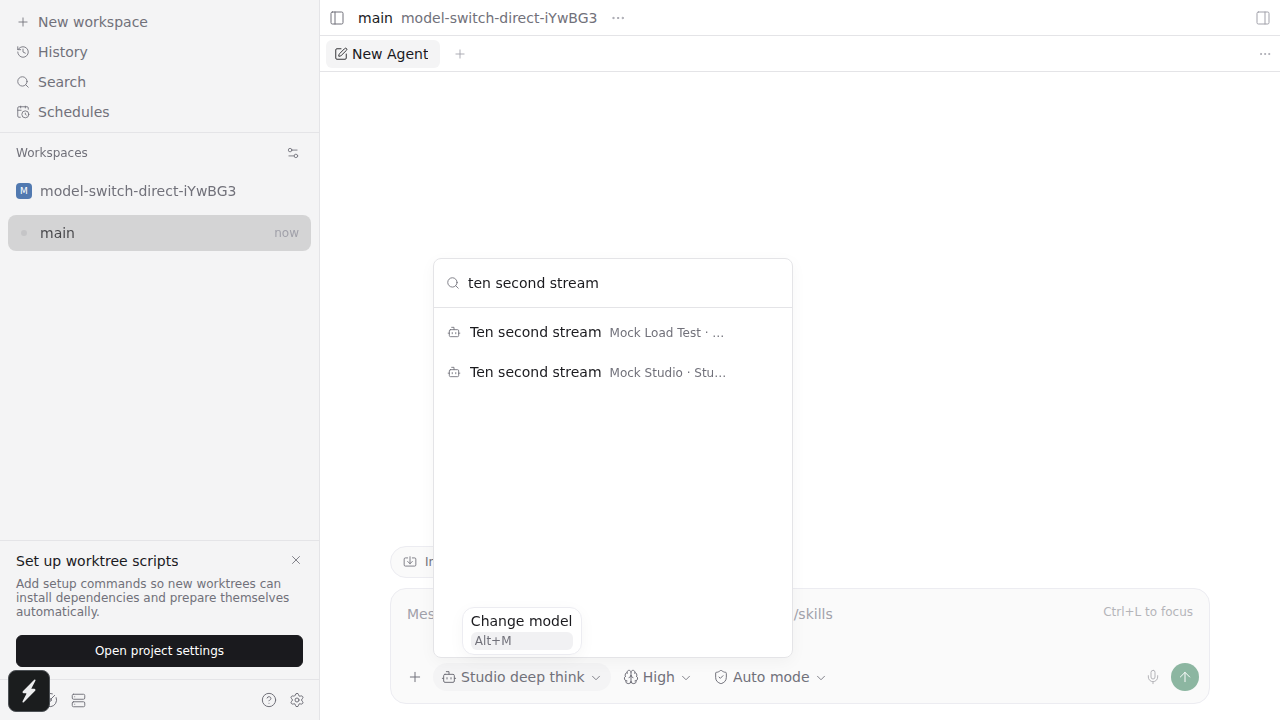 New workspace
History
Search
Schedules
Workspaces
M
model-switch-direct-iYwBG3
main
now
Set up worktree scripts
Add setup commands so new worktrees can
install dependencies and prepare themselves
automatically.
Open project settings
main model-switch-direct-iYwBG3
New Agent
ten second stream
Ten second stream Mock Load Test · ...
Ten second stream Mock Studio · Stu...
/skills
Ctrl+L to focus
Change model
Alt+M
Studio deep think
High
Auto mode